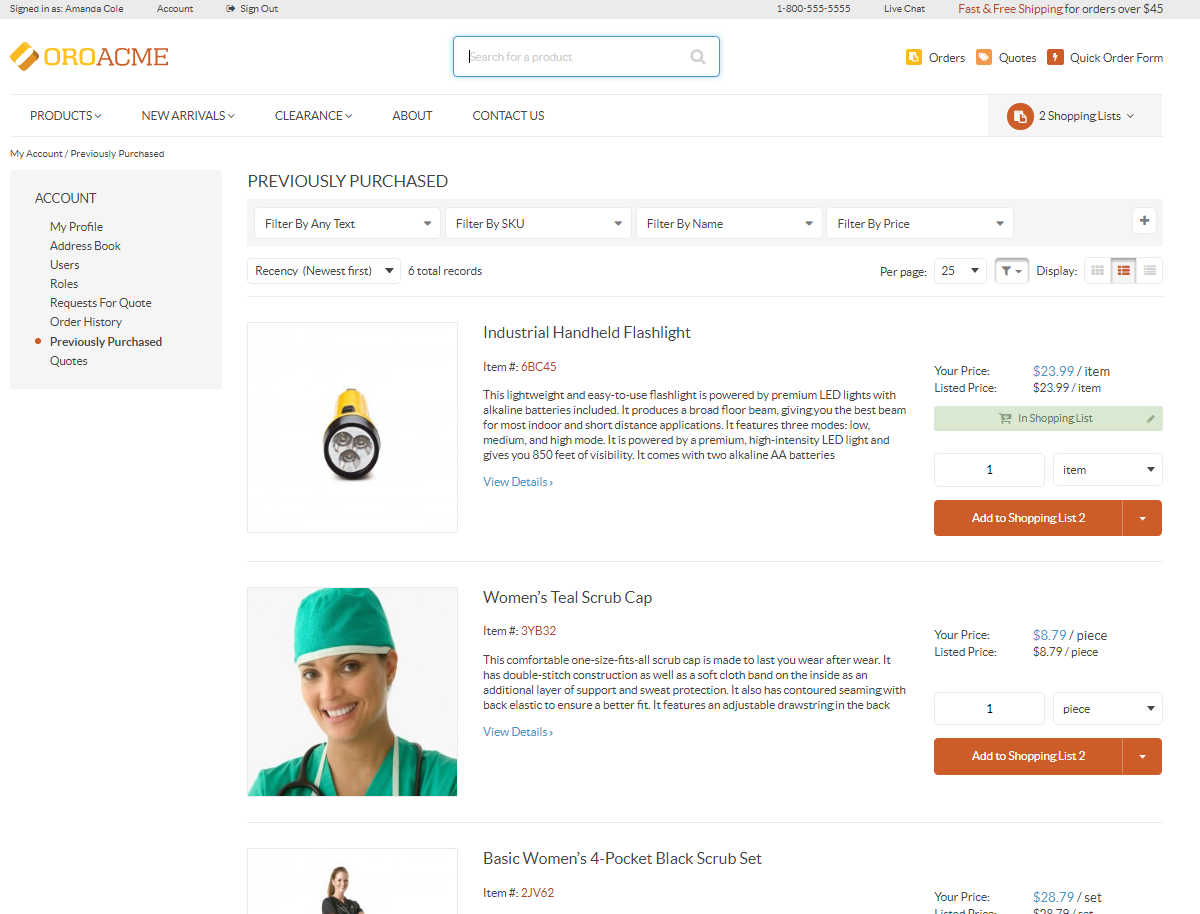 Signed in as: Amanda Cole Account Sign Out 1-800-555-5555 Live Chat Fast & Free Shipping for orders over $45
OROACME
Search for a product
Orders Quotes Quick Order Form
PRODUCTS NEW ARRIVALS CLEARANCE ABOUT CONTACT US 2 Shopping Lists
My Account / Previously Purchased
ACCOUNT
My Profile
Address Book
Users
Roles
Requests For Quote
Order History
Previously Purchased
Quotes
PREVIOUSLY PURCHASED
Filter By Any Text Filter By SKU Filter By Name Filter By Price +
Recency (Newest first) 6 total records Per page: 25 Display:
Industrial Handheld Flashlight
Item #: 6BC45
This lightweight and easy-to-use flashlight is powered by premium LED lights with
alkaline batteries included. It produces a broad floor beam, giving you the best beam
for most indoor and short distance applications. It features three modes: low,
medium, and high mode. It is powered by a premium, high-intensity LED light and
gives you 850 feet of visibility. It comes with two alkaline AA batteries
View Details ›
Your Price: $23.99 / item
Listed Price: $23.99 / item
In Shopping List
1 item
Add to Shopping List 2
Women's Teal Scrub Cap
Item #: 3YB32
This comfortable one-size-fits-all scrub cap is made to last you wear after wear. It
has double-stitch construction as well as a soft cloth band on the inside as an
additional layer of support and sweat protection. It also has contoured seaming with
back elastic to ensure a better fit. It features an adjustable drawstring in the back
View Details ›
Your Price: $8.79 / piece
Listed Price: $8.79 / piece
1 piece
Add to Shopping List 2
Basic Women's 4-Pocket Black Scrub Set
Item #: 2JV62
Your Price: $28.79 / set
Listed Price: $28.79 / set